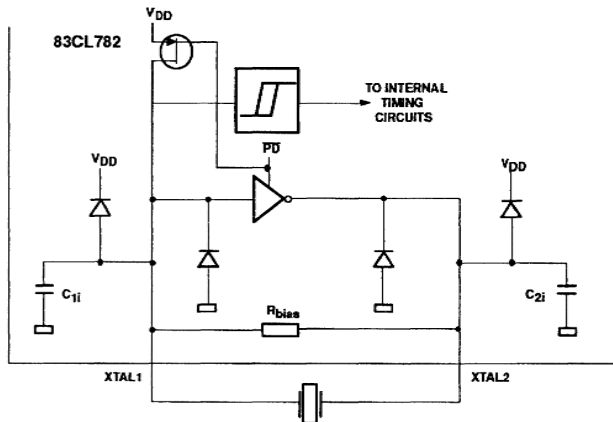 VDD
83CL782
TO INTERNAL
TIMING
CIRCUITS
PD
VDD
VDD
C1i
C2i
Rbias
XTAL1
XTAL2